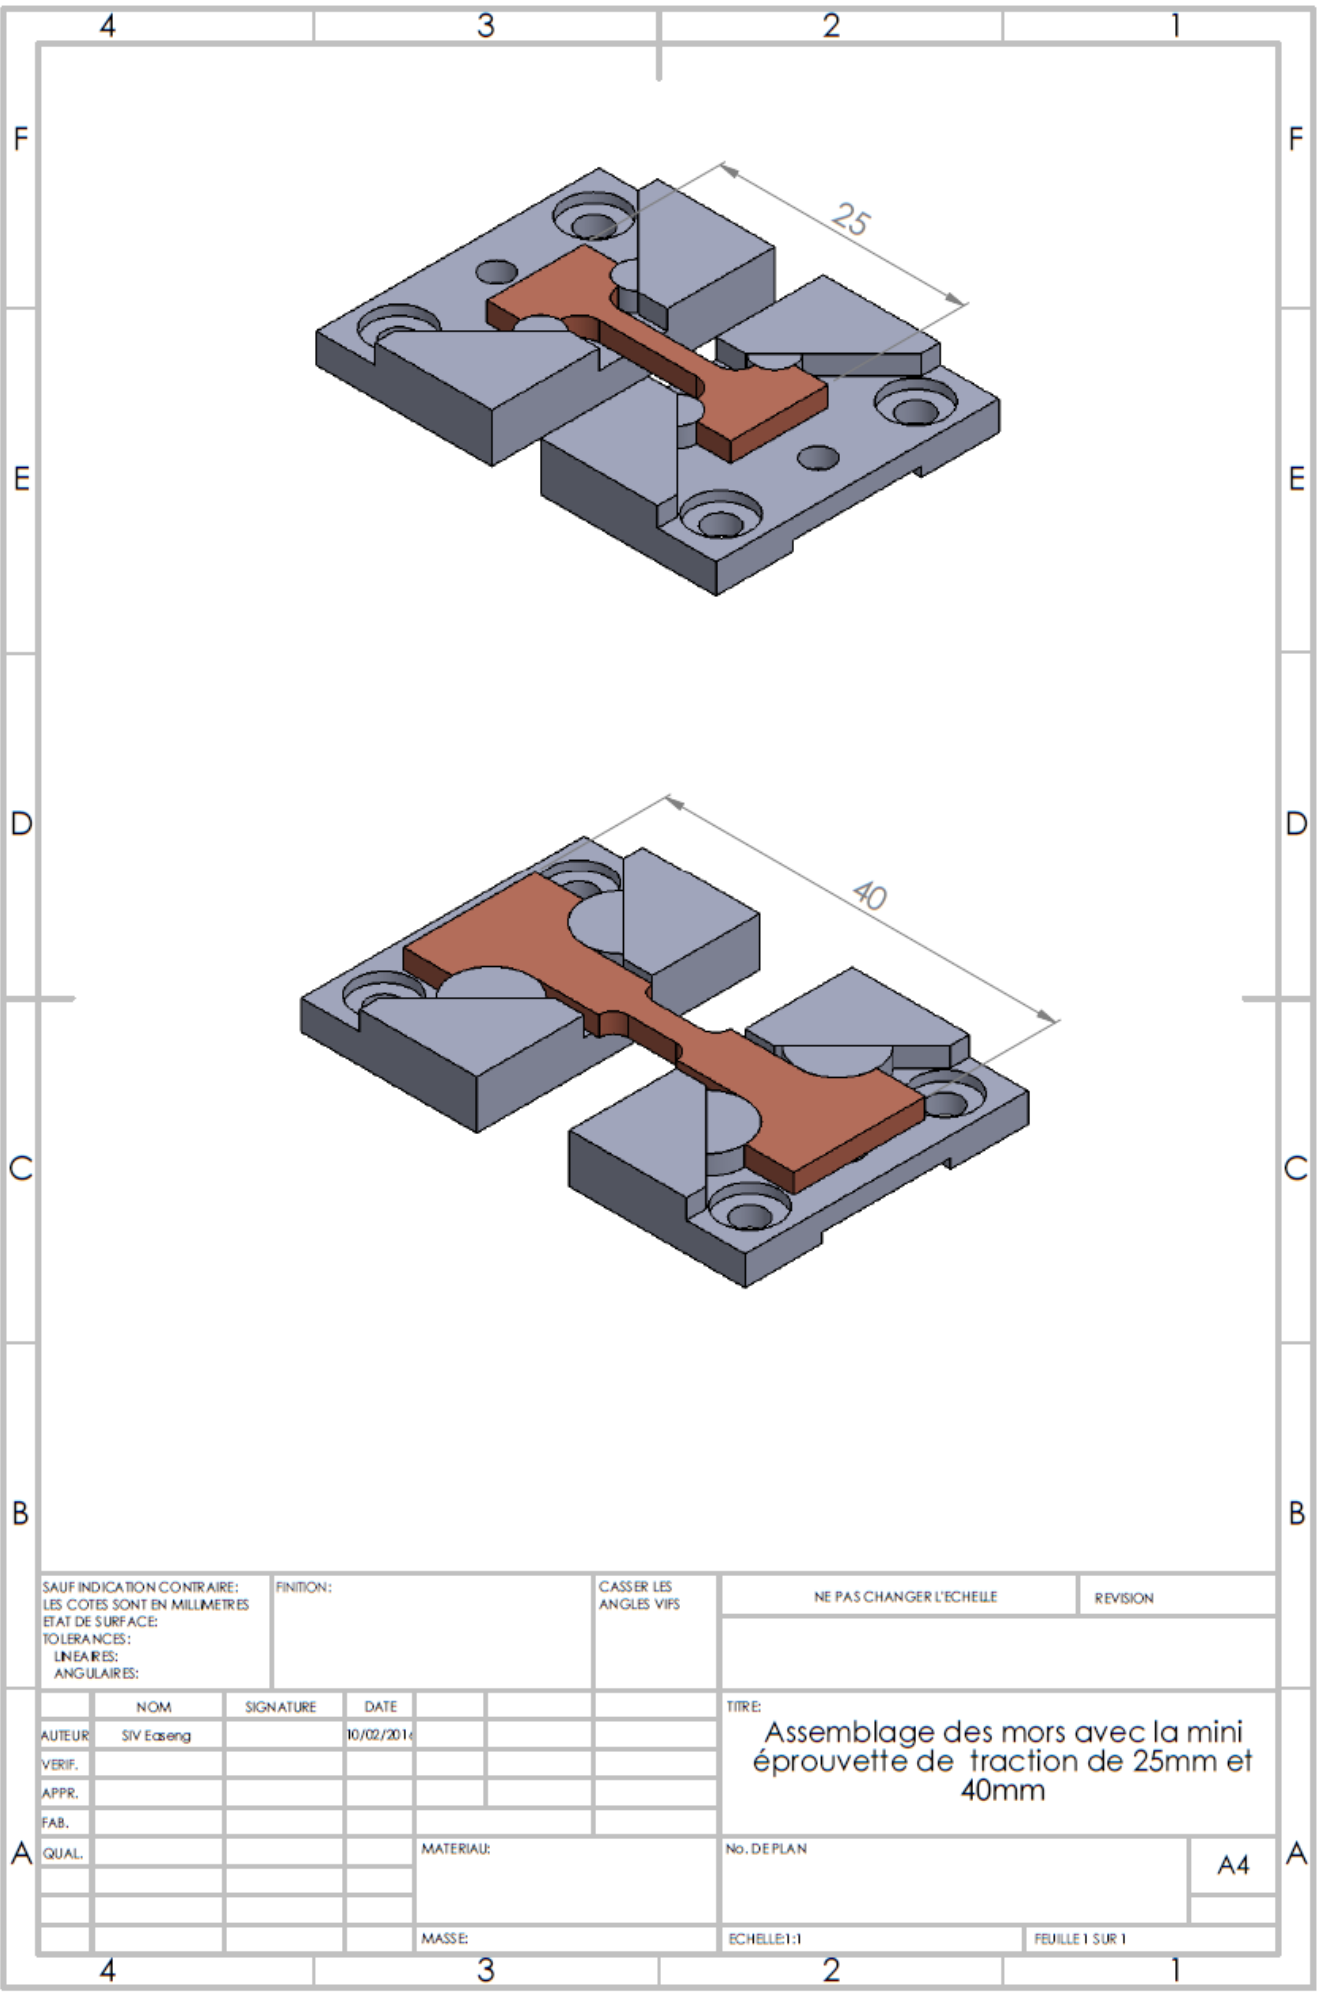 4 3 2 1
F F
25
E E
D D
40
C C
B B
SAUF INDICATION CONTRAIRE:
LES COTES SONT EN MILLIMETRES
ETAT DE SURFACE:
TOLERANCES:
LINEAIRES:
ANGULAIRES:
FINITION:
CASSER LES
ANGLES VIFS
NE PAS CHANGER L'ECHELLE
REVISION
NOM SIGNATURE DATE
AUTEUR SIV Easeng 10/02/2016
VERIF.
APPR.
FAB.
QUAL.
TITRE:
Assemblage des mors avec la mini
éprouvette de traction de 25mm et
40mm
MATERIAU:
No. DE PLAN
A4
A A
MASSE:
ECHELLE:1:1
FEUILLE 1 SUR 1
4 3 2 1